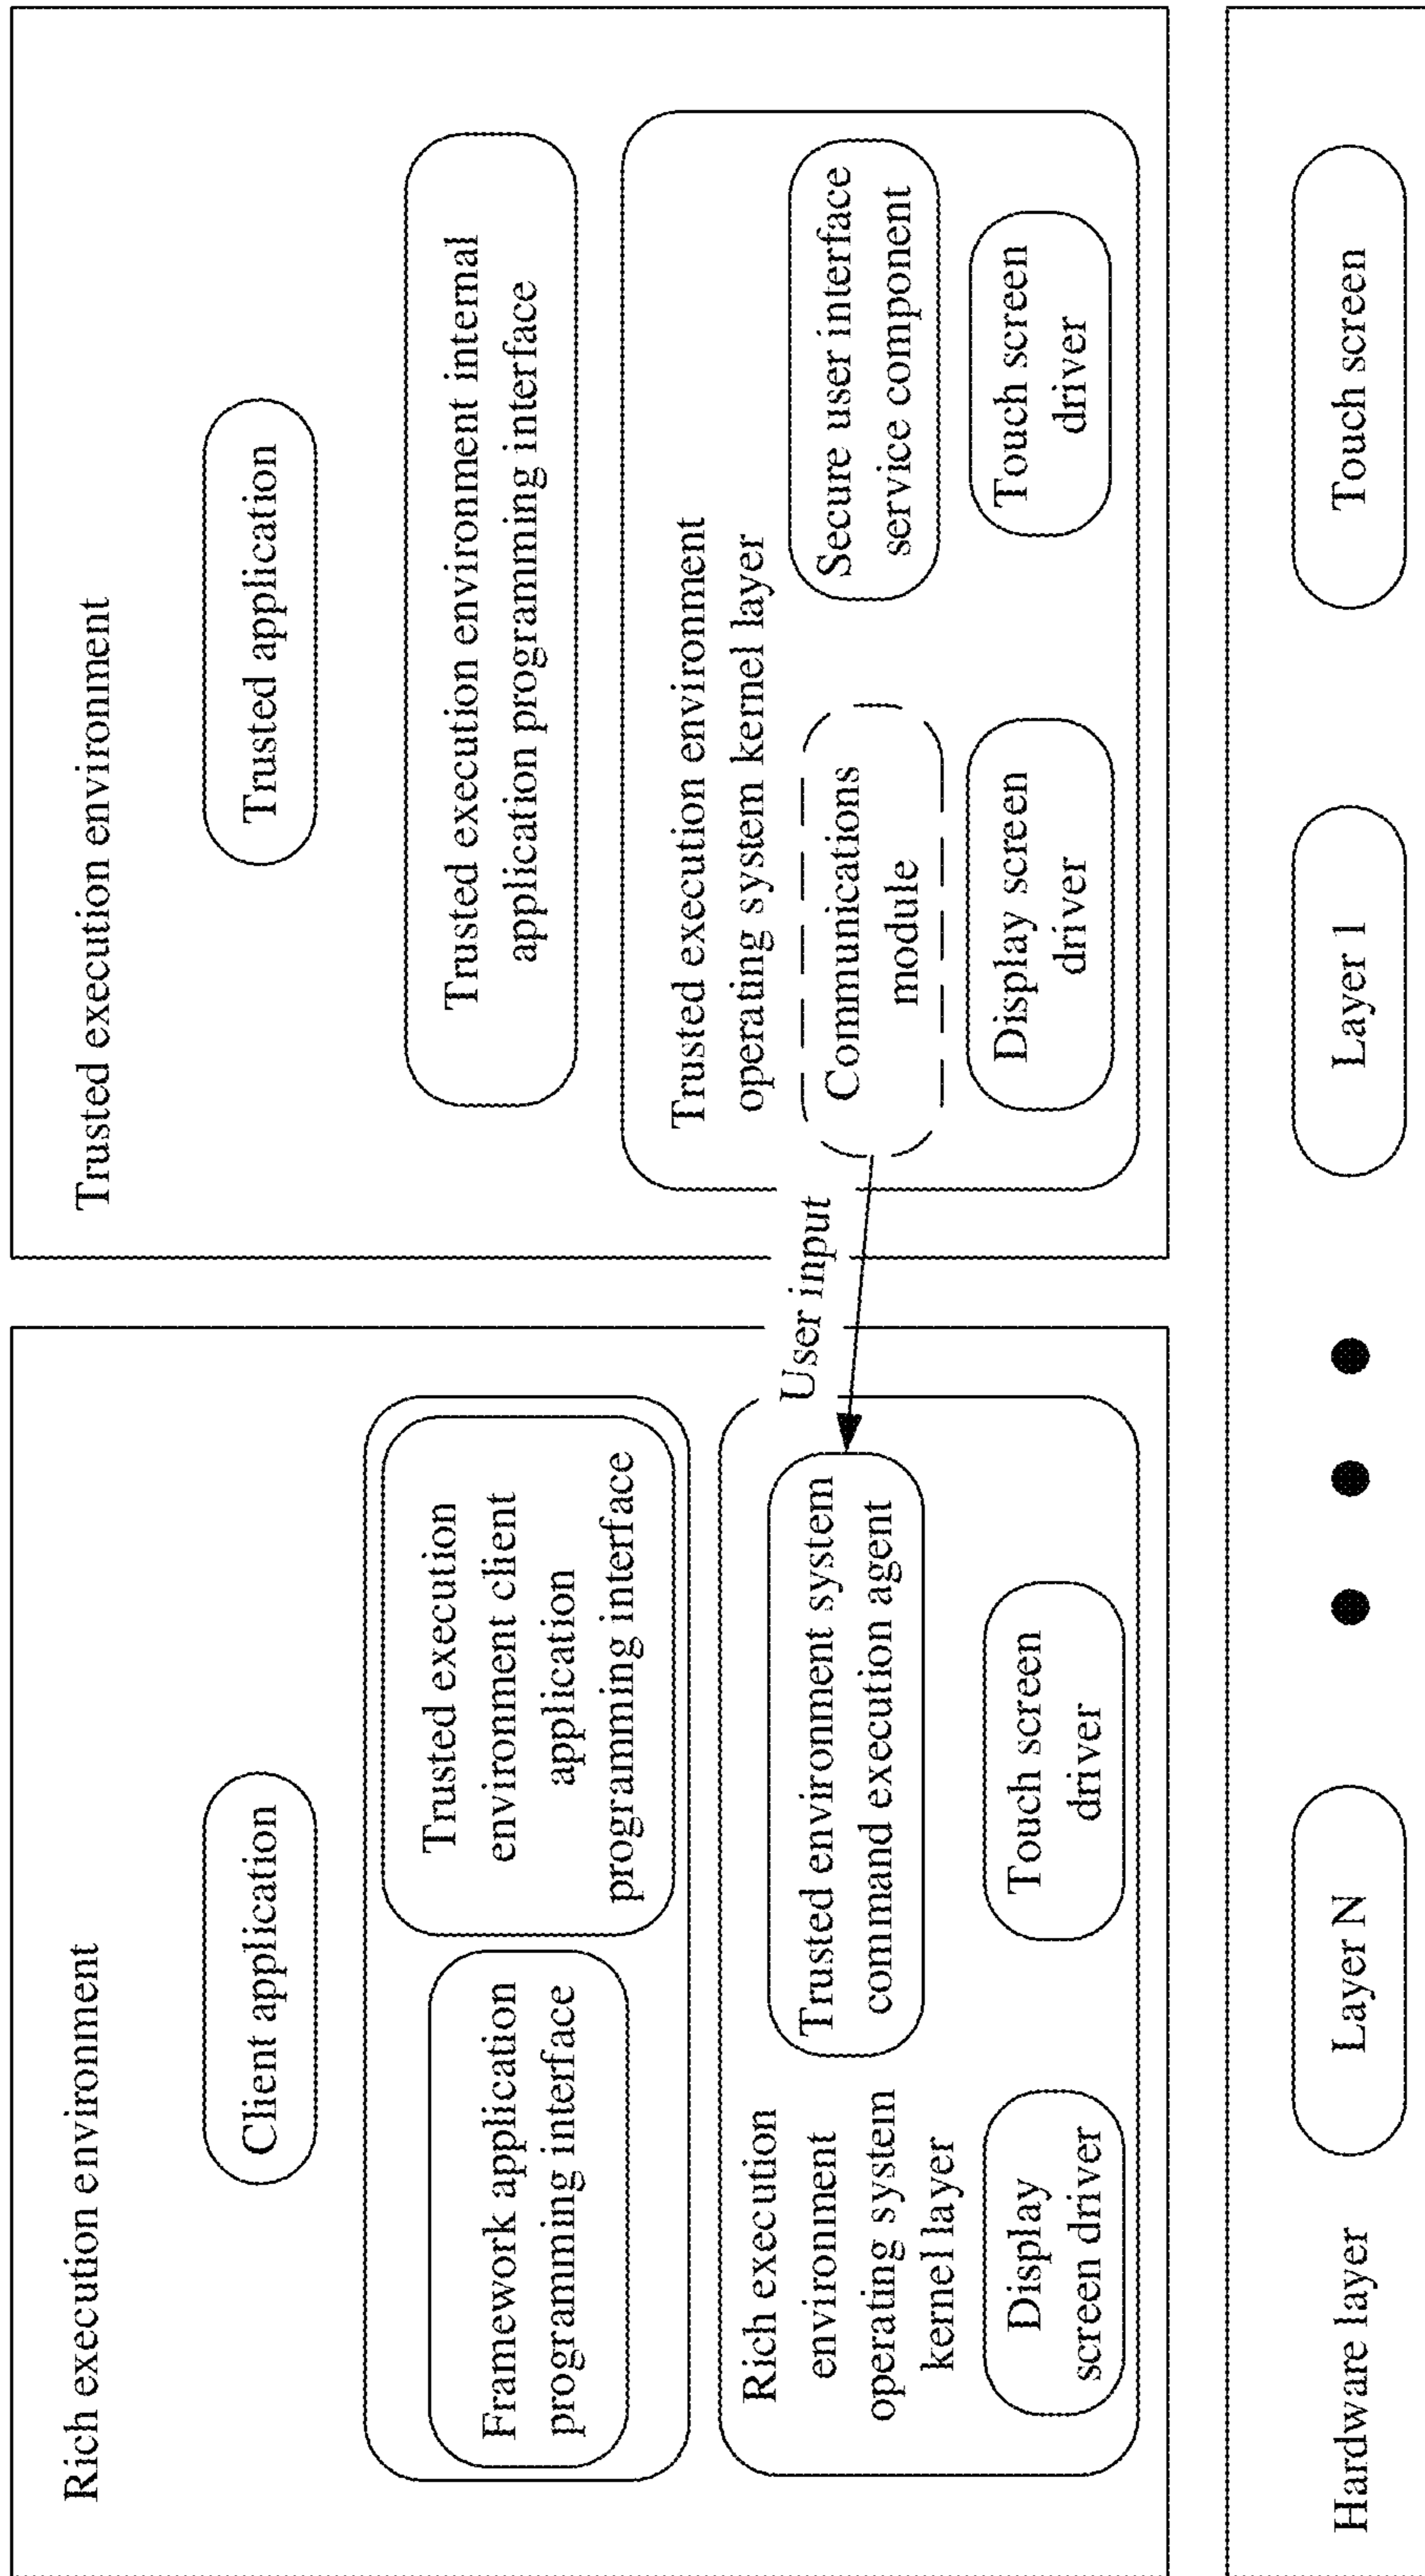 Rich execution environment
Client application
Framework application
programming interface
Trusted execution
environment client
application
programming interface
Rich execution
environment
operating system
kernel layer
Trusted environment system
command execution agent
Display
screen driver
Touch screen
driver
User input
Trusted execution environment
Trusted application
Trusted execution environment internal
application programming interface
Trusted execution environment
operating system kernel layer
Communications
module
Secure user interface
service component
Display screen
driver
Touch screen
driver
Hardware layer
Layer N
Layer 1
Touch screen